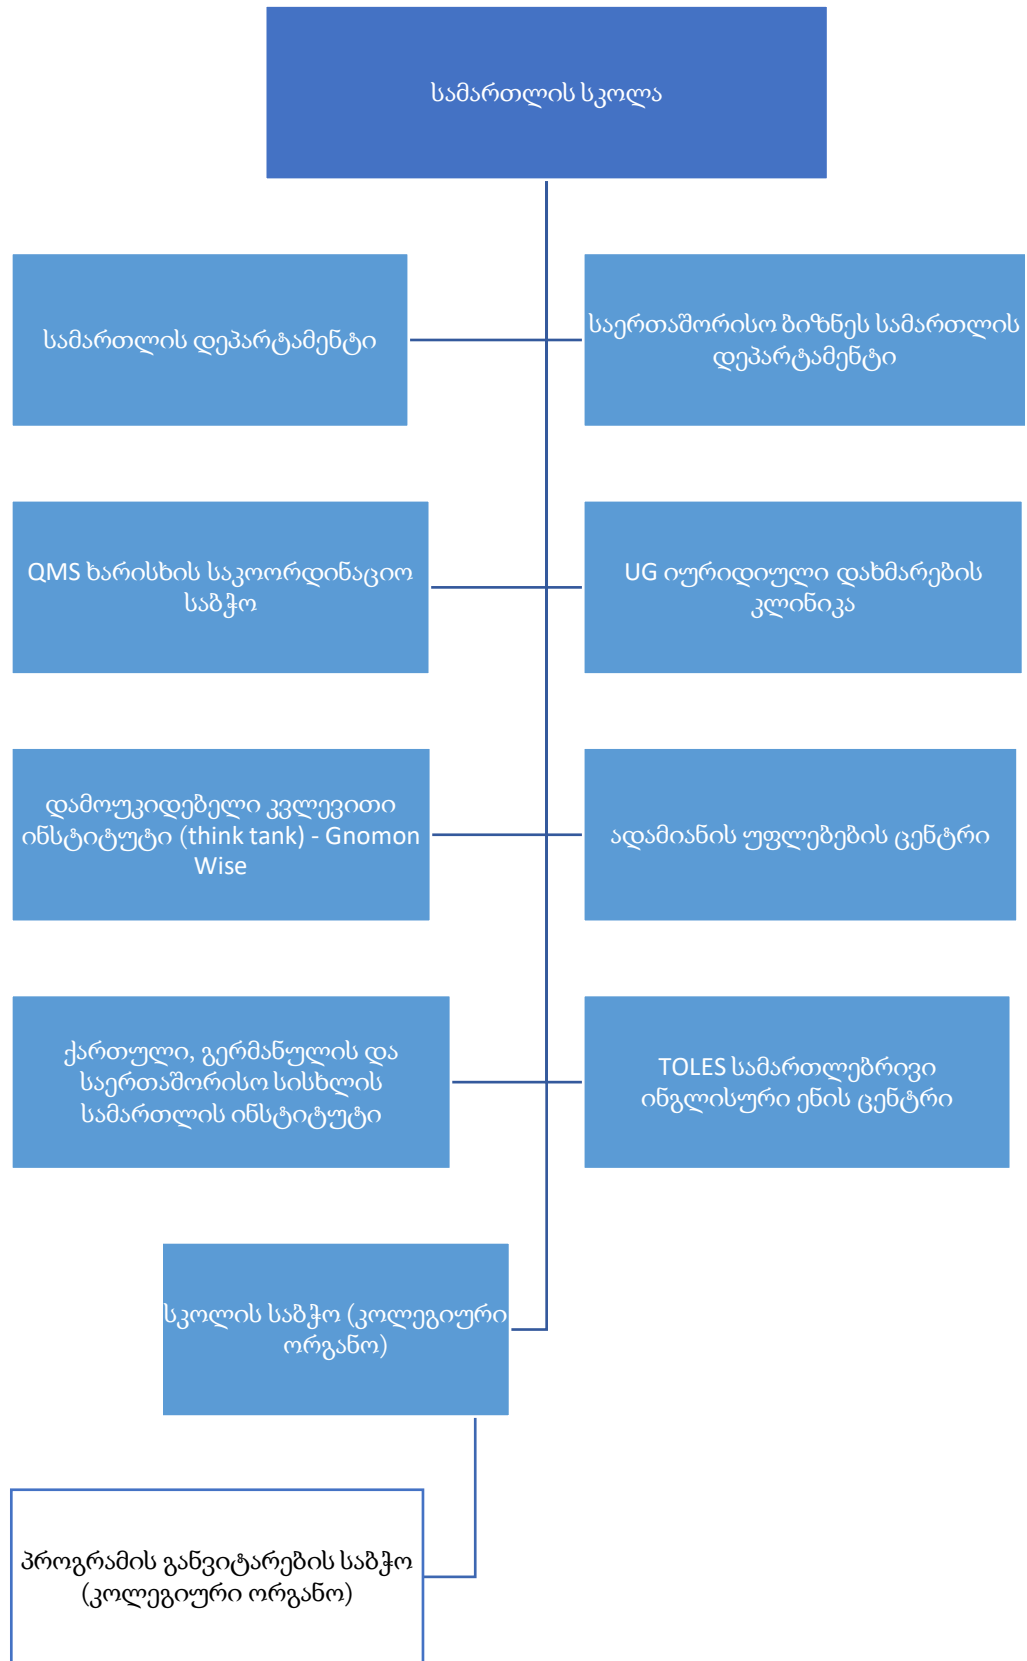 სამართლის სკოლა
სამართლის დეპარტამენტი
საერთაშორისო ბიზნეს სამართლის
დეპარტამენტი
QMS ხარისხის საკოორდინაციო
საბჭო
UG იურიდიული დახმარების
კლინიკა
დამოუკიდებელი კვლევითი
ინსტიტუტი (think tank) - Gnomon
Wise
ადამიანის უფლებების ცენტრი
ქართული, გერმანულის და
საერთაშორისო სისხლის
სამართლის ინსტიტუტი
TOLES სამართლებრივი
ინგლისური ენის ცენტრი
სკოლის საბჭო (კოლეგიური
ორგანო)
პროგრამის განვიტარების საბჭო
(კოლეგიური ორგანო)